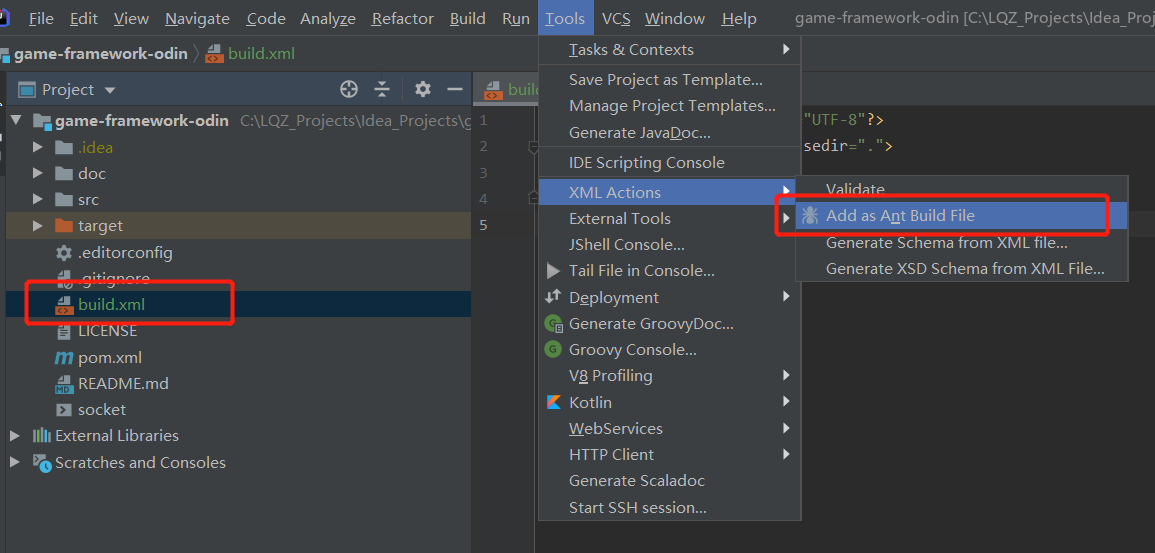 File Edit View Navigate Code Analyze Refactor Build Run Tools VCS Window Help game-framework-odin [C:\LQZ_Projects\Idea_Proj
game-framework-odin build.xml
Project
game-framework-odin C:\LQZ_Projects\Idea_Projects\g
.idea
doc
src
target
.editorconfig
.gitignore
build.xml
LICENSE
pom.xml
README.md
socket
External Libraries
Scratches and Consoles
1 "UTF-8"?>
2 sedir=".">
3
4
5
Tasks & Contexts
Save Project as Template...
Manage Project Templates...
Generate JavaDoc...
IDE Scripting Console
XML Actions
External Tools
JShell Console...
Tail File in Console...
Deployment
Generate GroovyDoc...
Groovy Console...
V8 Profiling
Kotlin
WebServices
HTTP Client
Generate Scaladoc
Start SSH session...
Validate
Add as Ant Build File
Generate Schema from XML file...
Generate XSD Schema from XML File...